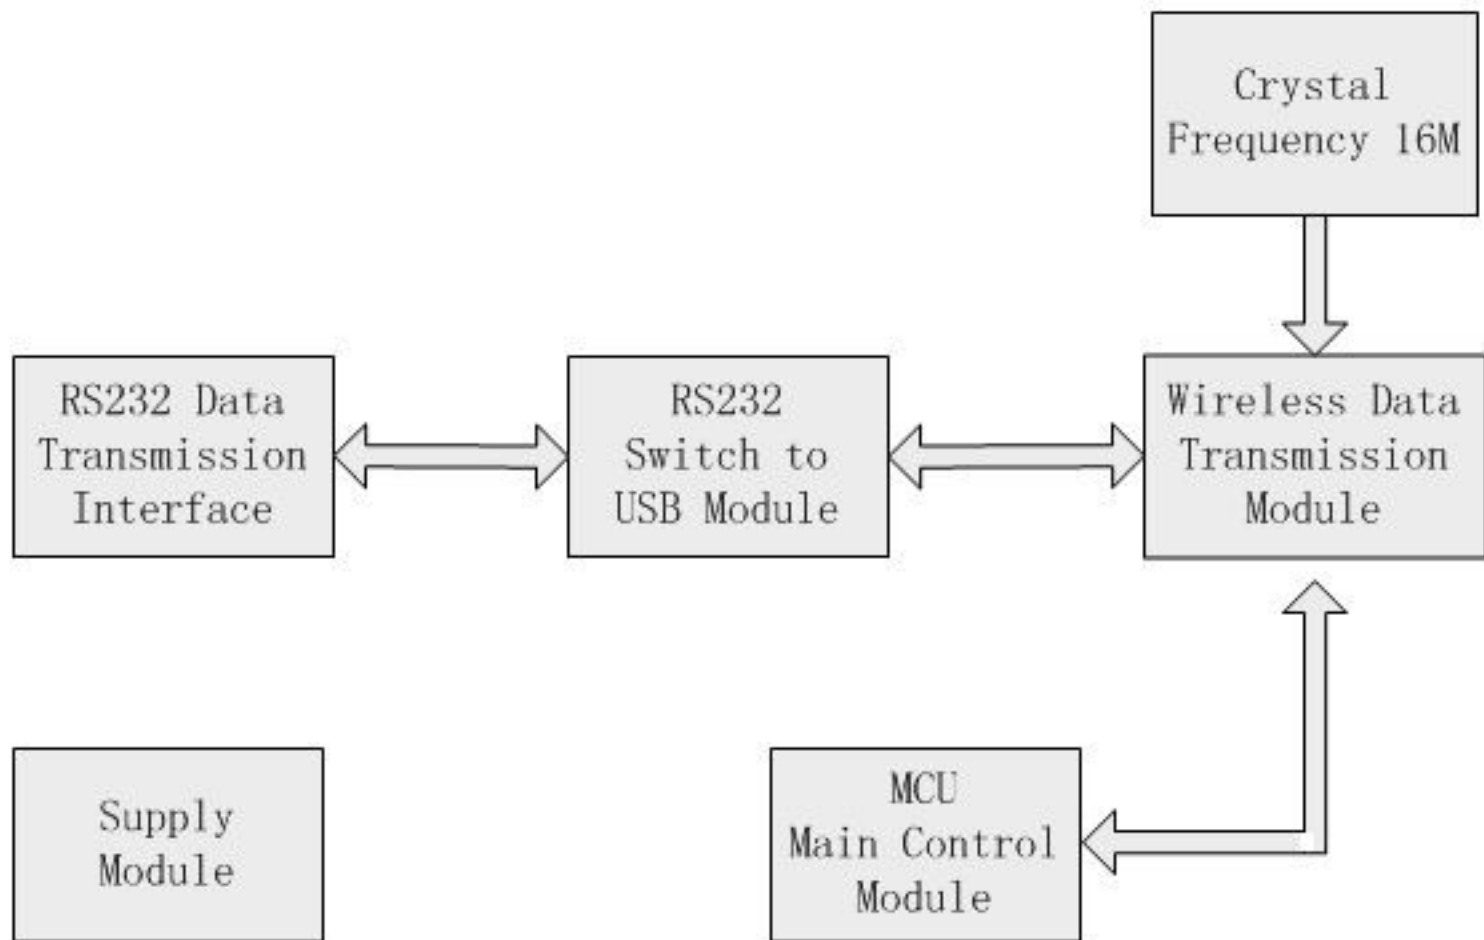 Crystal
Frequency 16M
RS232 Data
Transmission
Interface
RS232
Switch to
USB Module
Wireless Data
Transmission
Module
Supply
Module
MCU
Main Control
Module